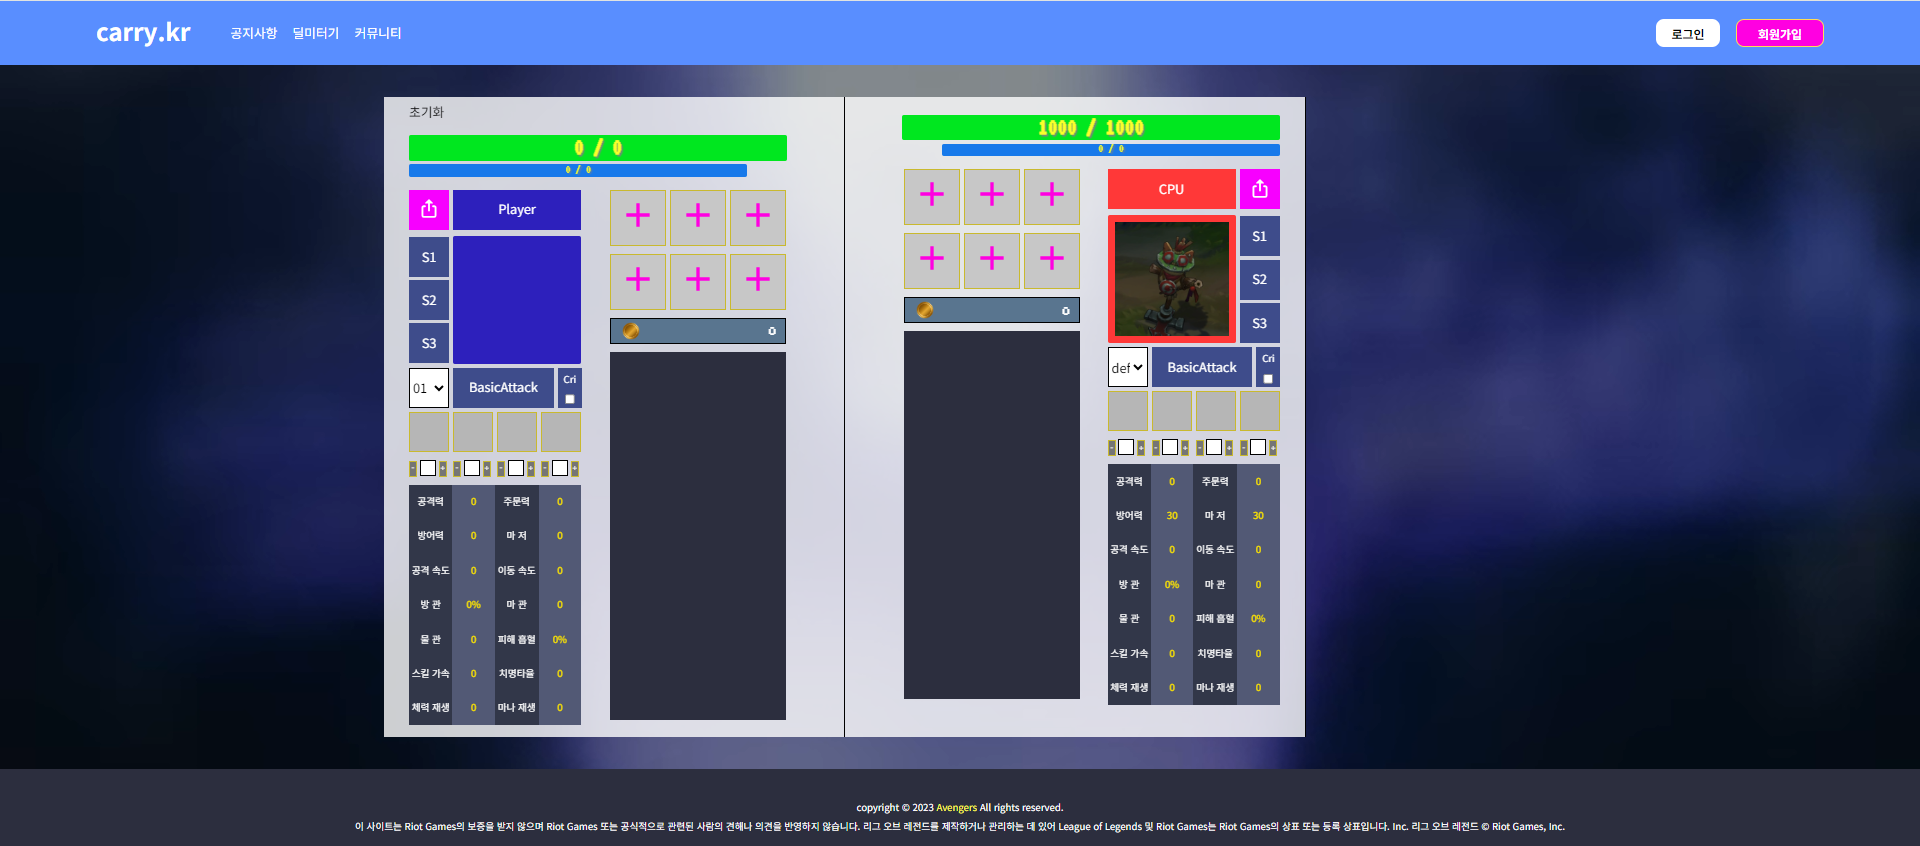 carry.kr 공지사항 딜미터기 커뮤니티 로그인 회원가입
초기화
0 / 0
0 / 0
Player
S1
S2
S3
01 BasicAttack Cri
- + - + - + - +
공격력 0 주문력 0
방어력 0 마 저 0
공격 속도 0 이동 속도 0
방 관 0% 마 관 0
물 관 0 피해 흡혈 0%
스킬 가속 0 치명타율 0
체력 재생 0 마나 재생 0
0
1000 / 1000
0 / 0
CPU
S1
S2
S3
0
def BasicAttack Cri
- + - + - + - +
공격력 0 주문력 0
방어력 30 마 저 30
공격 속도 0 이동 속도 0
방 관 0% 마 관 0
물 관 0 피해 흡혈 0%
스킬 가속 0 치명타율 0
체력 재생 0 마나 재생 0
copyright © 2023 Avengers All rights reserved.
이 사이트는 Riot Games의 보증을 받지 않으며 Riot Games 또는 공식적으로 관련된 사람의 견해나 의견을 반영하지 않습니다. 리그 오브 레전드를 제작하거나 관리하는 데 있어 League of Legends 및 Riot Games는 Riot Games의 상표 또는 등록 상표입니다. Inc. 리그 오브 레전드 © Riot Games, Inc.